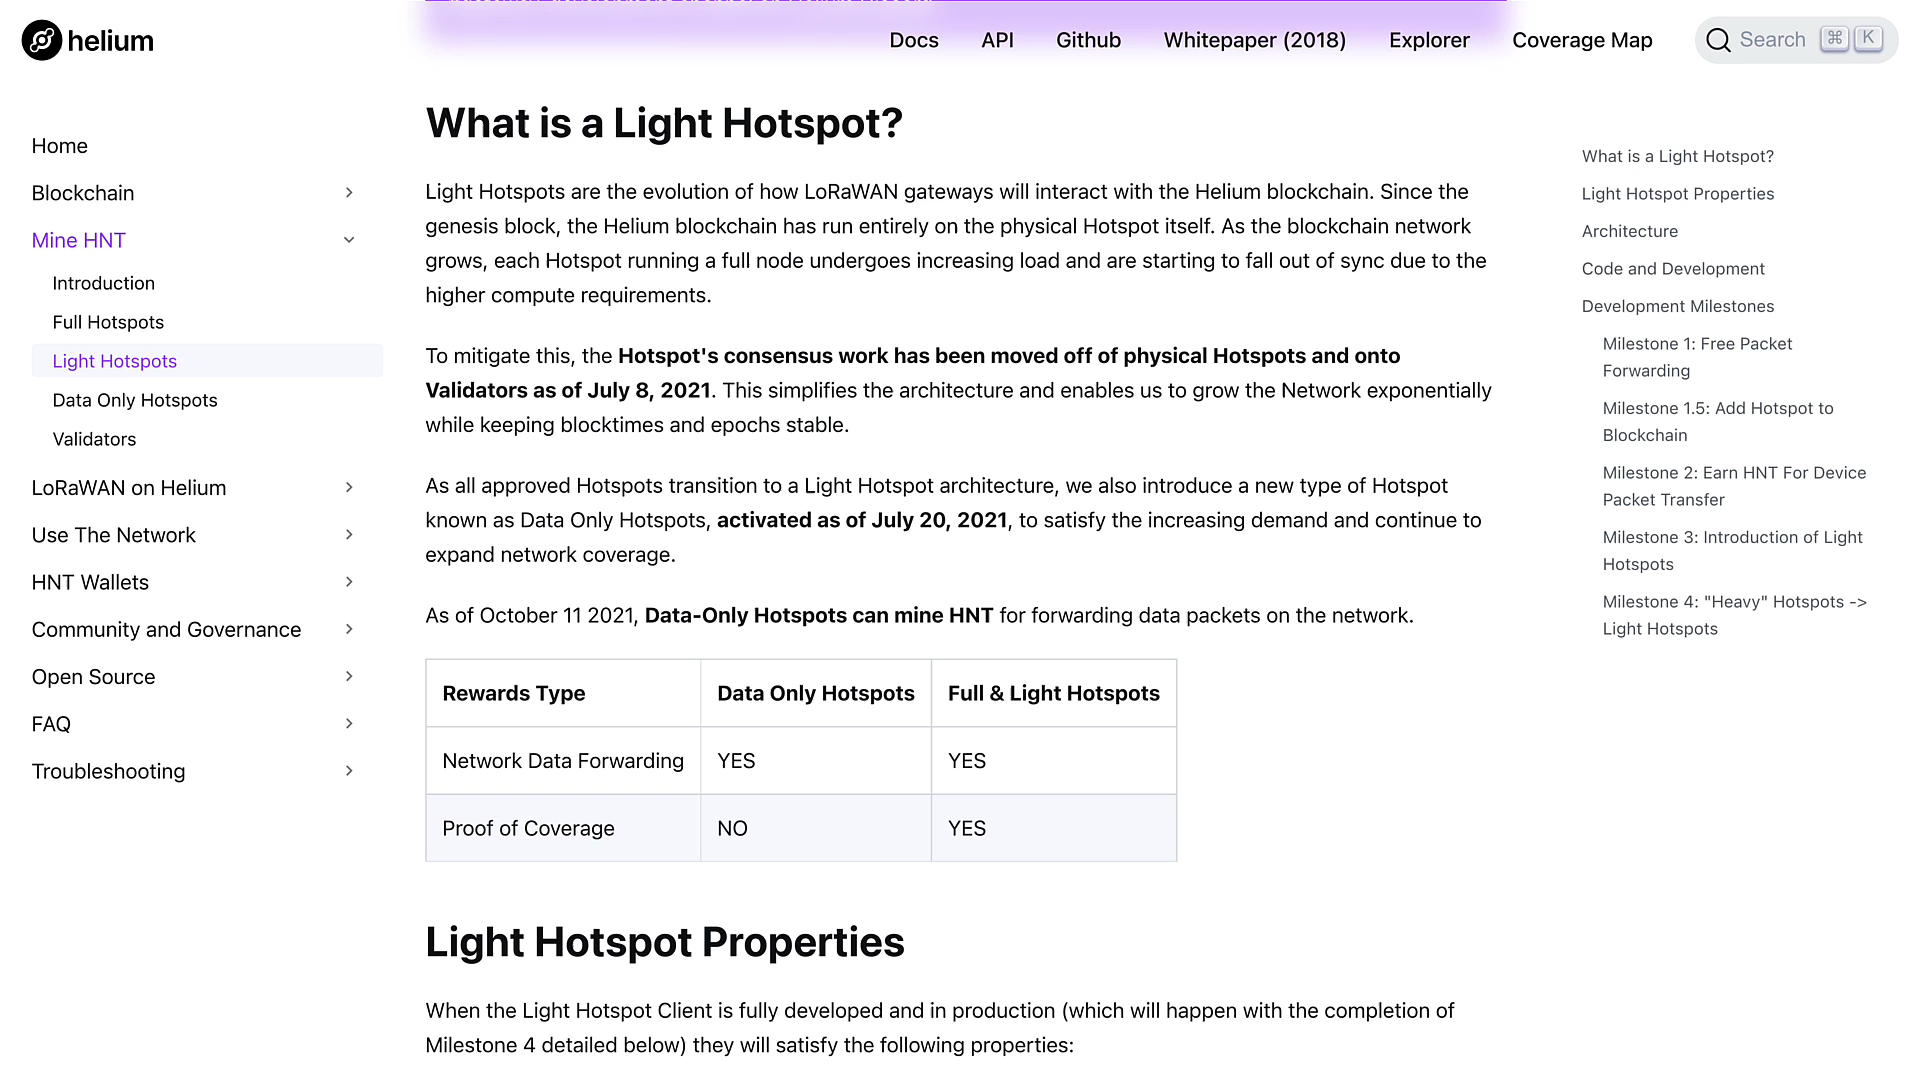 helium
Docs
API
Github
Whitepaper (2018)
Explorer
Coverage Map
Search ⌘ K
Home
Blockchain
Mine HNT
Introduction
Full Hotspots
Light Hotspots
Data Only Hotspots
Validators
LoRaWAN on Helium
Use The Network
HNT Wallets
Community and Governance
Open Source
FAQ
Troubleshooting
What is a Light Hotspot?
Light Hotspots are the evolution of how LoRaWAN gateways will interact with the Helium blockchain. Since the
genesis block, the Helium blockchain has run entirely on the physical Hotspot itself. As the blockchain network
grows, each Hotspot running a full node undergoes increasing load and are starting to fall out of sync due to the
higher compute requirements.
To mitigate this, the Hotspot's consensus work has been moved off of physical Hotspots and onto
Validators as of July 8, 2021. This simplifies the architecture and enables us to grow the Network exponentially
while keeping blocktimes and epochs stable.
As all approved Hotspots transition to a Light Hotspot architecture, we also introduce a new type of Hotspot
known as Data Only Hotspots, activated as of July 20, 2021, to satisfy the increasing demand and continue to
expand network coverage.
As of October 11 2021, Data-Only Hotspots can mine HNT for forwarding data packets on the network.
Rewards Type Data Only Hotspots Full & Light Hotspots
Network Data Forwarding YES YES
Proof of Coverage NO YES
Light Hotspot Properties
When the Light Hotspot Client is fully developed and in production (which will happen with the completion of
Milestone 4 detailed below) they will satisfy the following properties:
What is a Light Hotspot?
Light Hotspot Properties
Architecture
Code and Development
Development Milestones
Milestone 1: Free Packet
Forwarding
Milestone 1.5: Add Hotspot to
Blockchain
Milestone 2: Earn HNT For Device
Packet Transfer
Milestone 3: Introduction of Light
Hotspots
Milestone 4: "Heavy" Hotspots ->
Light Hotspots